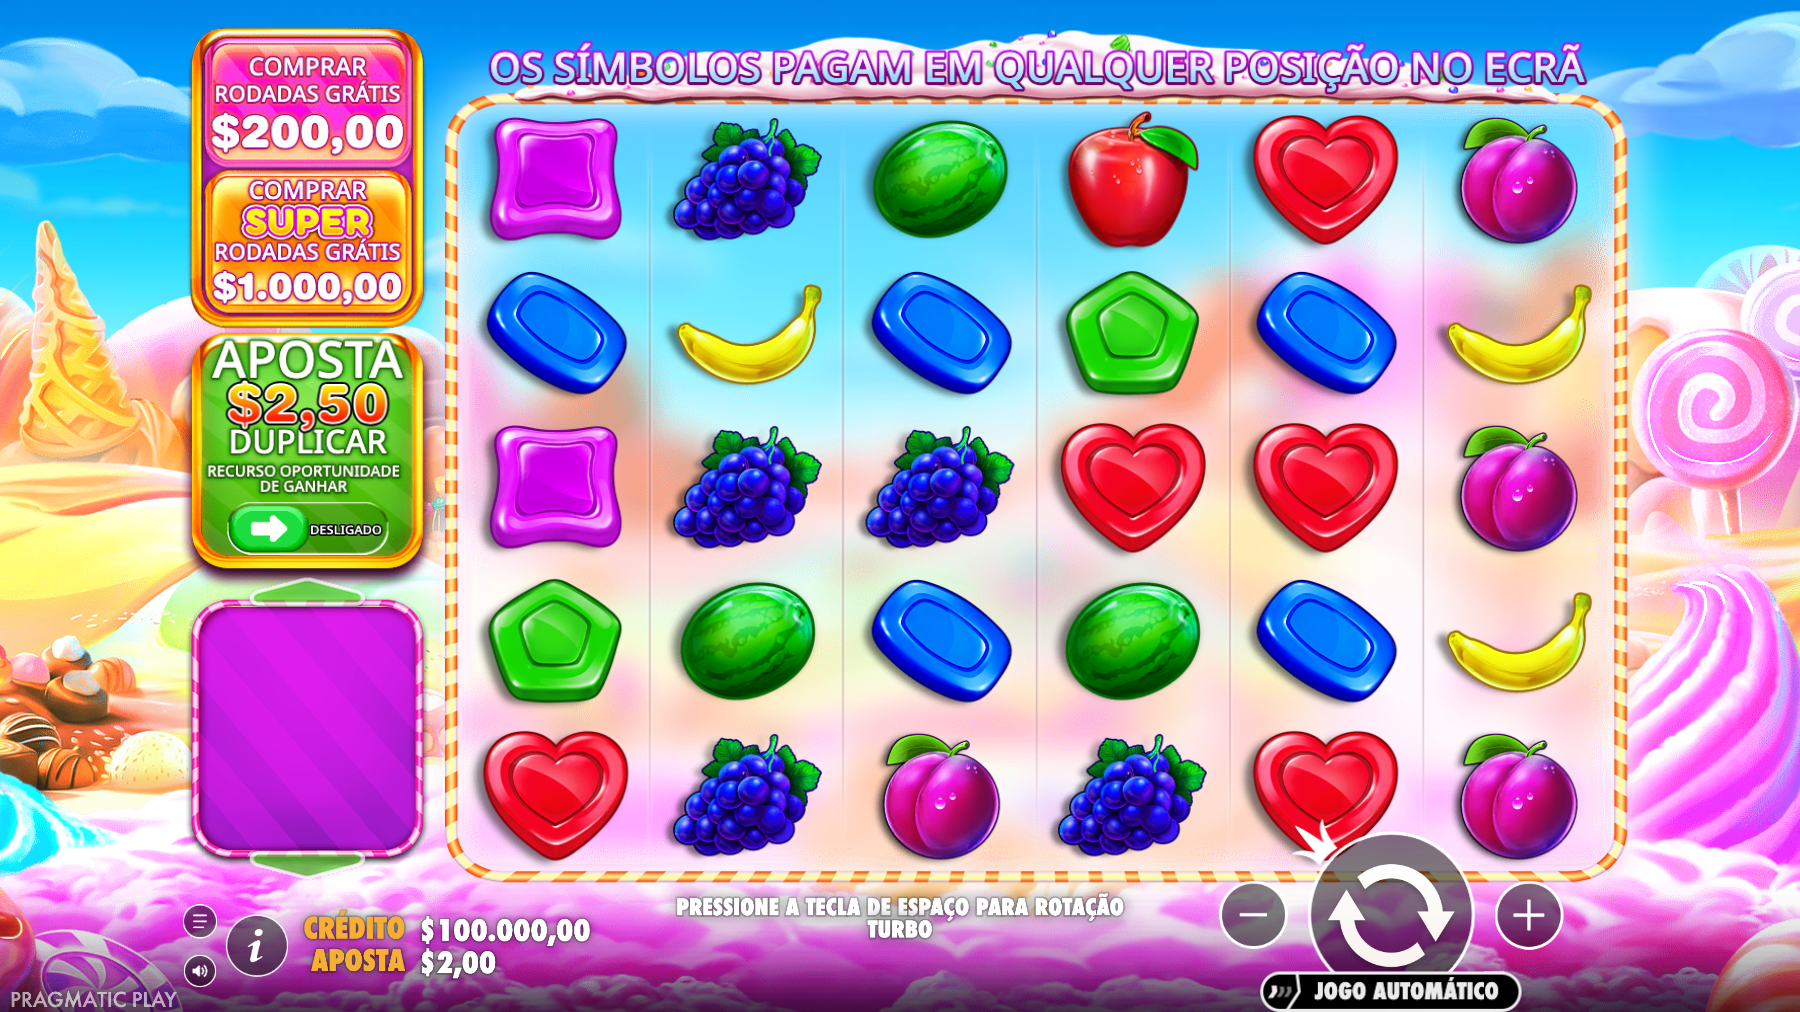 OS SÍMBOLOS PAGAM EM QUALQUER POSIÇÃO NO ECRÃ
COMPRAR
RODADAS GRÁTIS
$200,00
COMPRAR
SUPER
RODADAS GRÁTIS
$1.000,00
APOSTA
$2,50
DUPLICAR
RECURSO OPORTUNIDADE
DE GANHAR
DESLIGADO
PRESSIONE A TECLA DE ESPAÇO PARA ROTAÇÃO
TURBO
CRÉDITO $100.000,00
APOSTA $2,00
JOGO AUTOMÁTICO
PRAGMATIC PLAY